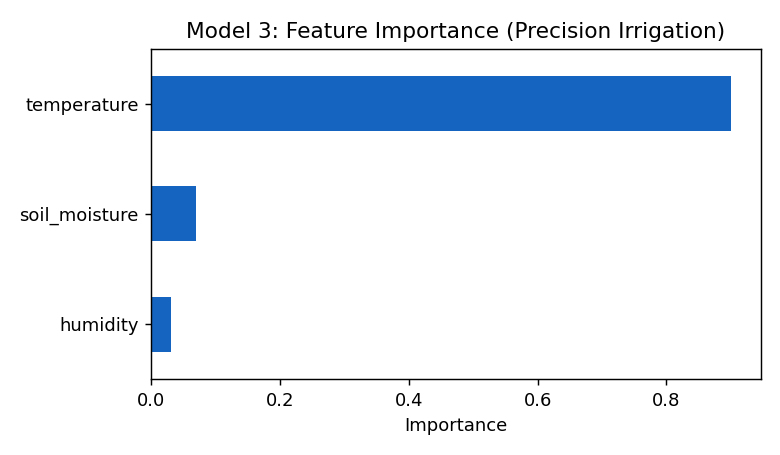 Model 3: Feature Importance (Precision Irrigation)
temperature
soil_moisture
humidity
0.0 0.2 0.4 0.6 0.8
Importance